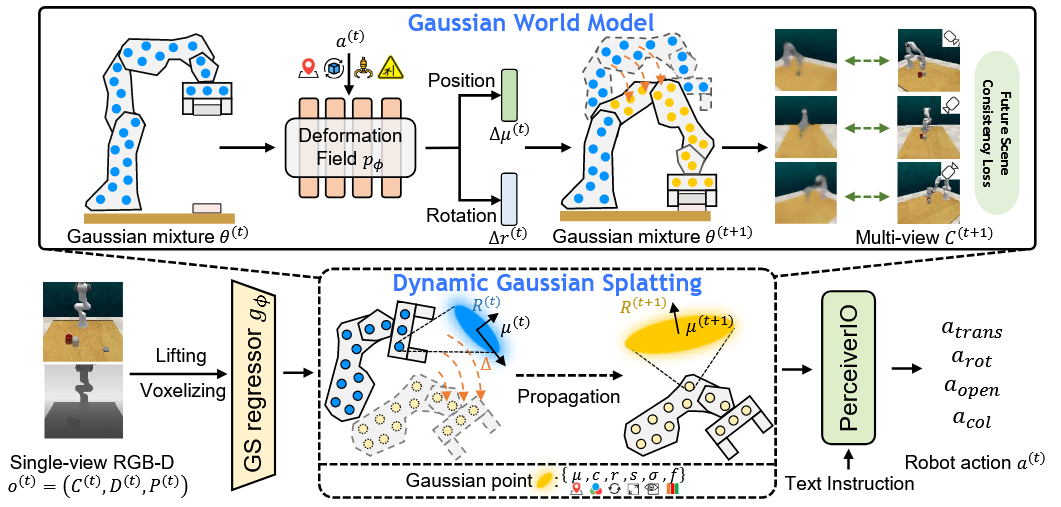 Gaussian World Model
a^(t)
Deformation
Field p_ϕ
Position
Δμ^(t)
Rotation
Δr^(t)
Gaussian mixture θ^(t)
Gaussian mixture θ^(t+1)
Multi-view C^(t+1)
Future Scene
Consistency Loss
Dynamic Gaussian Splatting
Single-view RGB-D
o^(t) = (C^(t), D^(t), P^(t))
Lifting
Voxelizing
GS regressor g_ϕ
R^(t)
μ^(t)
Δ
Propagation
R^(t+1)
μ^(t+1)
Gaussian point : {μ, c, r, s, σ, f}
PerceiverIO
Text Instruction
a_trans
a_rot
a_open
a_col
Robot action a^(t)